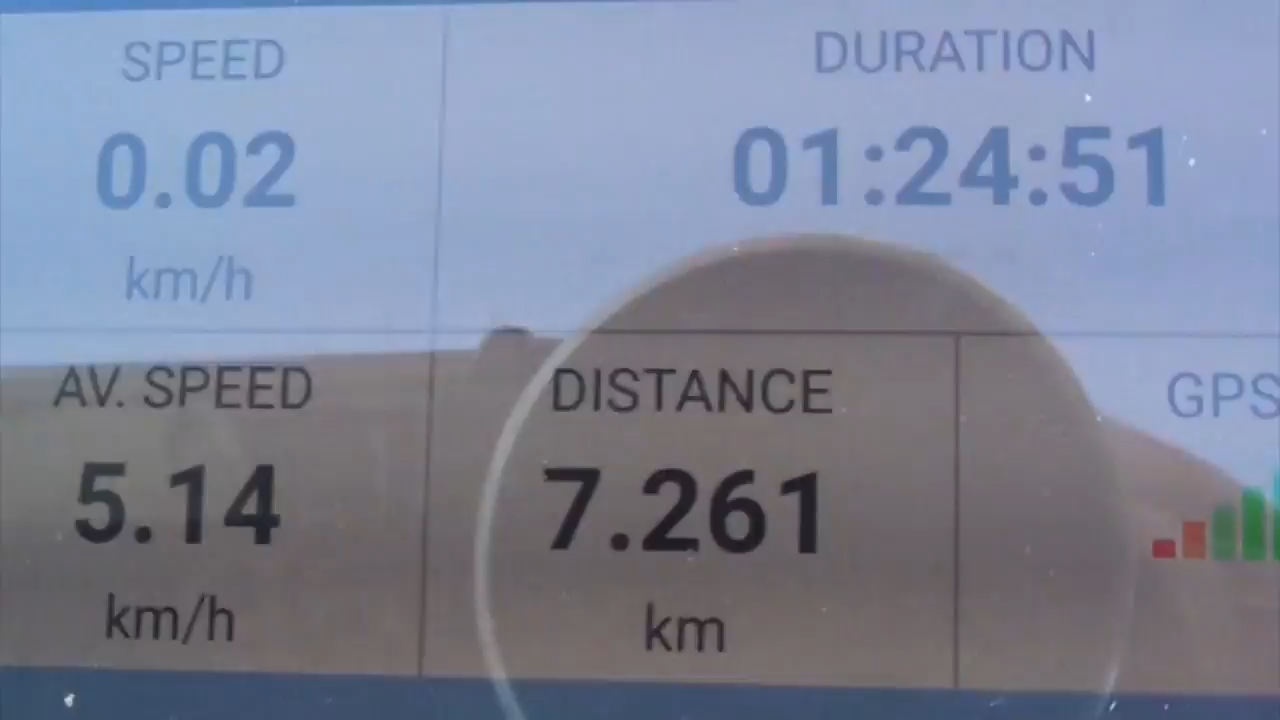 SPEED
0.02
km/h
DURATION
01:24:51
AV. SPEED
5.14
km/h
DISTANCE
7.261
km
GPS